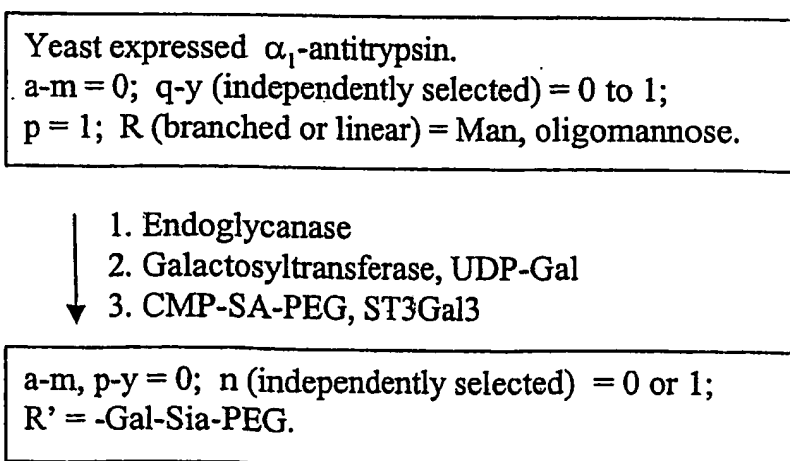 Yeast expressed α₁-antitrypsin.
a-m = 0; q-y (independently selected) = 0 to 1;
p = 1; R (branched or linear) = Man, oligomannose.
1. Endoglycanase
2. Galactosyltransferase, UDP-Gal
3. CMP-SA-PEG, ST3Gal3
a-m, p-y = 0; n (independently selected) = 0 or 1;
R’ = -Gal-Sia-PEG.